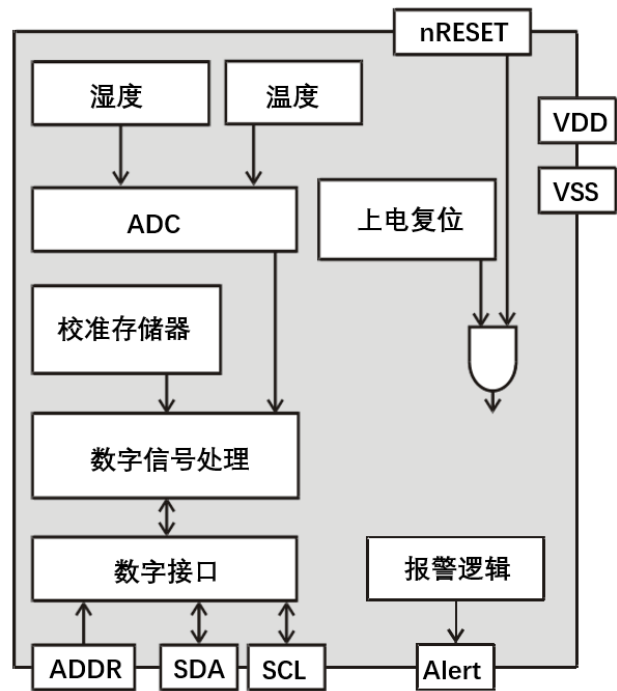 nRESET
湿度
温度
VDD
VSS
ADC
上电复位
校准存储器
数字信号处理
数字接口
报警逻辑
ADDR
SDA
SCL
Alert